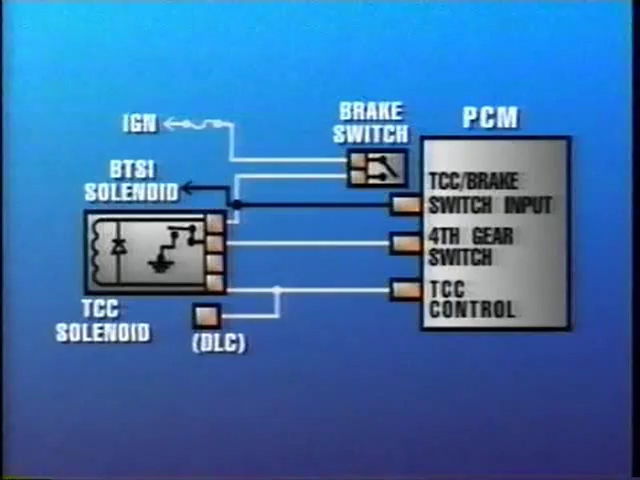 IGN
BRAKE
SWITCH
PCM
BTSI
SOLENOID
TCC/BRAKE
SWITCH INPUT
4TH GEAR
SWITCH
TCC
CONTROL
TCC
SOLENOID
(DLC)